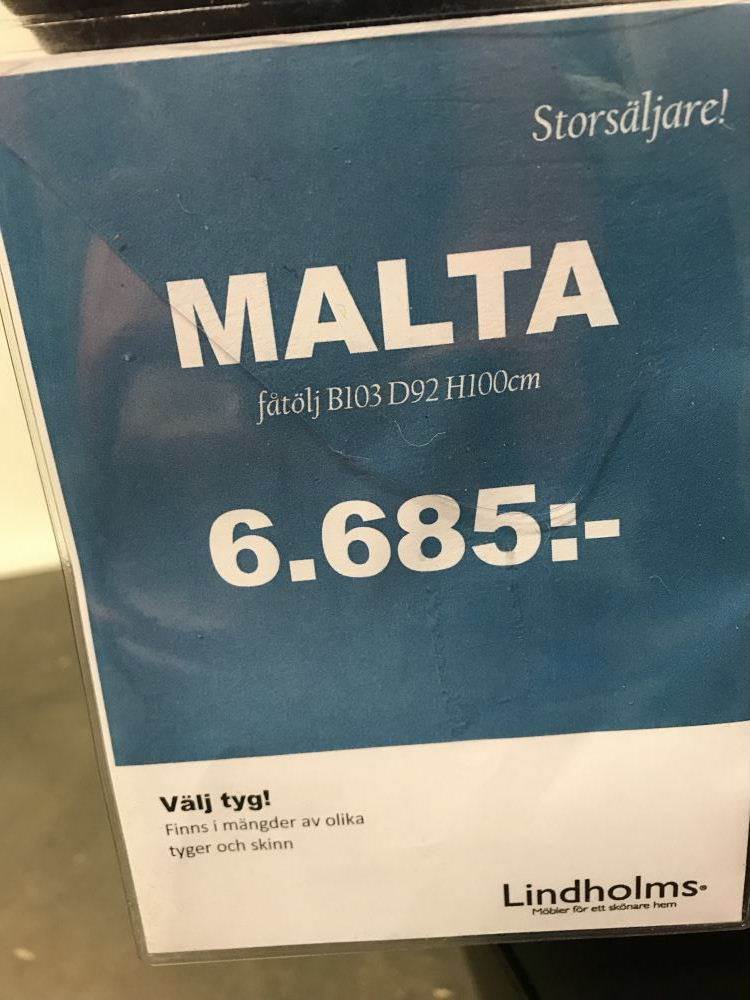 Storsäljare!
MALTA
fåtölj B103 D92 H100cm
6.685:-
Välj tyg!
Finns i mängder av olika
tyger och skinn
Lindholms®
Möbler för ett skönare hem